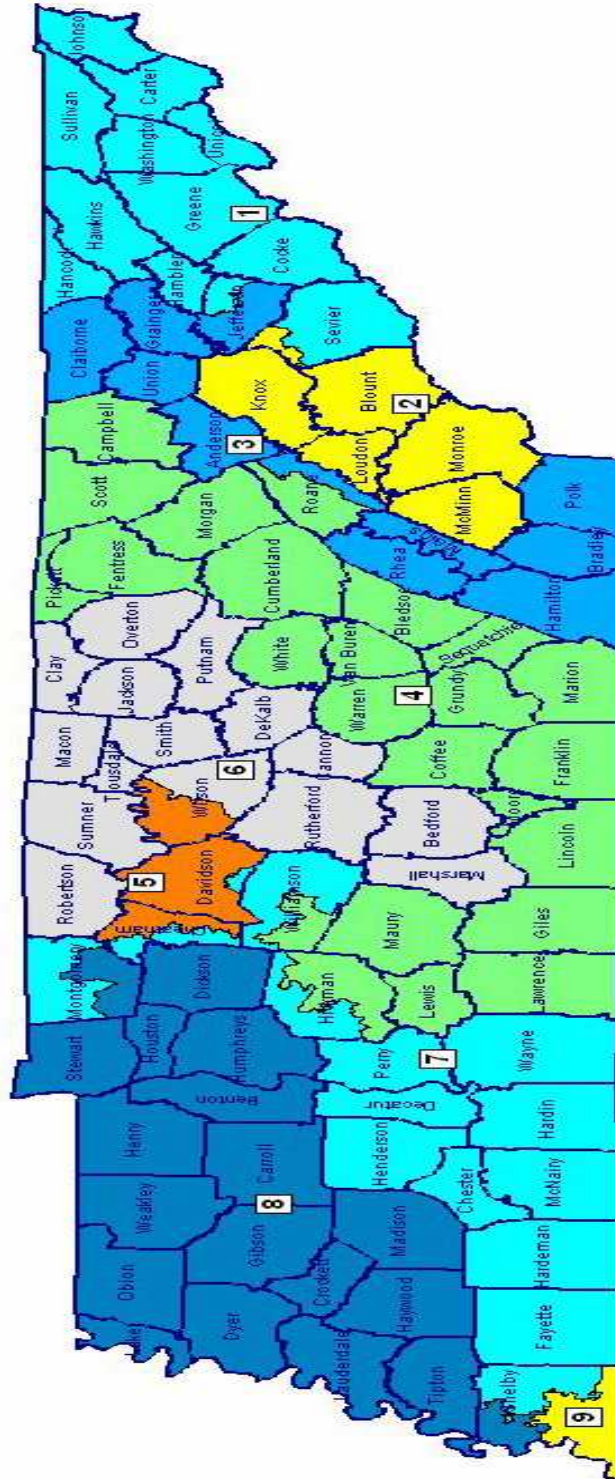 Johnson
Sullivan
Carter
Washington
Unicoi
Hawkins
Greene
1
Hancock
Hamblen
Cocke
Jefferson
Sevier
Claiborne
Grainger
Union
Knox
Blount
2
Campbell
Anderson
3
Loudon
Monroe
Scott
Morgan
Roane
McMinn
Polk
Meigs
Bradley
Pickett
Fentress
Cumberland
Rhea
Hamilton
Clay
Overton
Putnam
White
Van Buren
Bledsoe
Sequatchie
Jackson
Macon
Smith
DeKalb
Warren
4
Grundy
Marion
Trousdale
6
Wilson
Cannon
Coffee
Franklin
Sumner
Rutherford
Bedford
Moore
Lincoln
Robertson
5
Davidson
Williamson
Marshall
Cheatham
Maury
Giles
Montgomery
Dickson
Hickman
Lewis
Lawrence
Stewart
Houston
Humphreys
Perry
7
Wayne
Benton
Decatur
Hardin
Henry
Carroll
Henderson
Chester
McNairy
Weakley
8
Gibson
Madison
Hardeman
Obion
Crockett
Haywood
Fayette
Lake
Dyer
Lauderdale
Tipton
Shelby
9